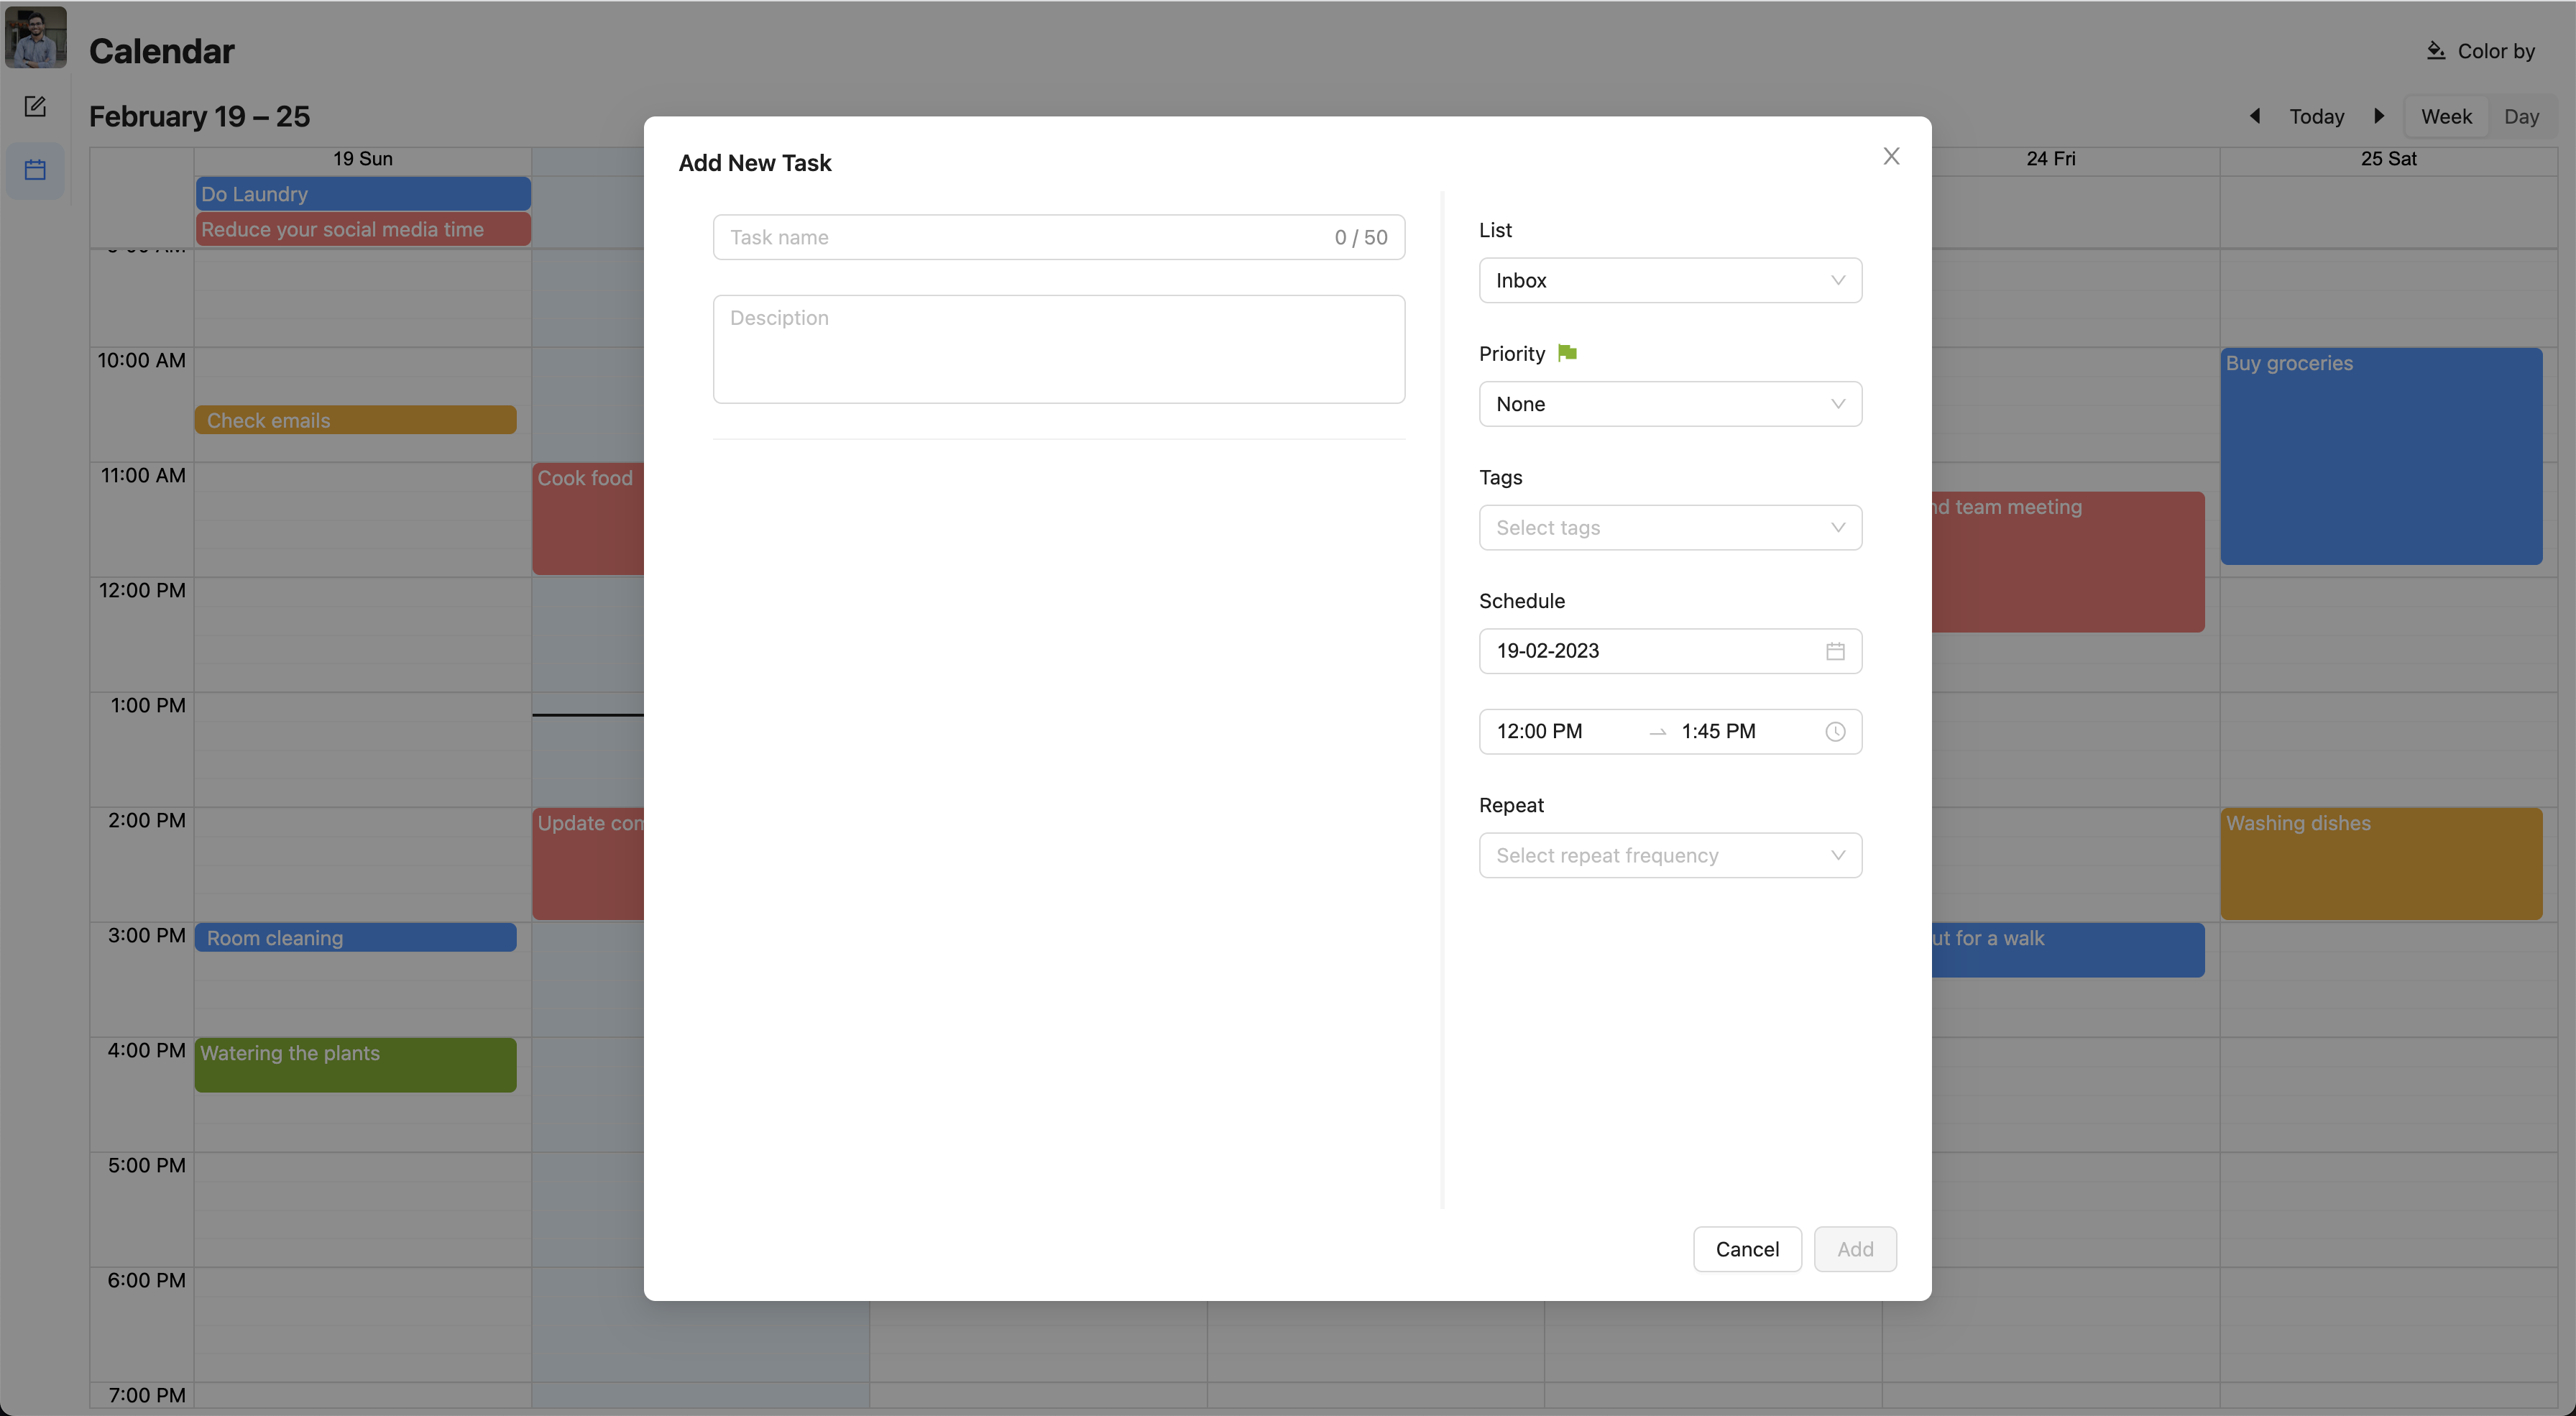 Calendar
Color by
February 19 – 25
Today
Week
Day
19 Sun
24 Fri
25 Sat
Do Laundry
Reduce your social media time
10:00 AM
11:00 AM
12:00 PM
1:00 PM
2:00 PM
3:00 PM
4:00 PM
5:00 PM
6:00 PM
7:00 PM
Check emails
Room cleaning
Watering the plants
Cook food
Update
team meeting
for a walk
Buy groceries
Washing dishes
Add New Task
Task name
0 / 50
Desciption
List
Inbox
Priority
None
Tags
Select tags
Schedule
19-02-2023
12:00 PM → 1:45 PM
Repeat
Select repeat frequency
Cancel
Add